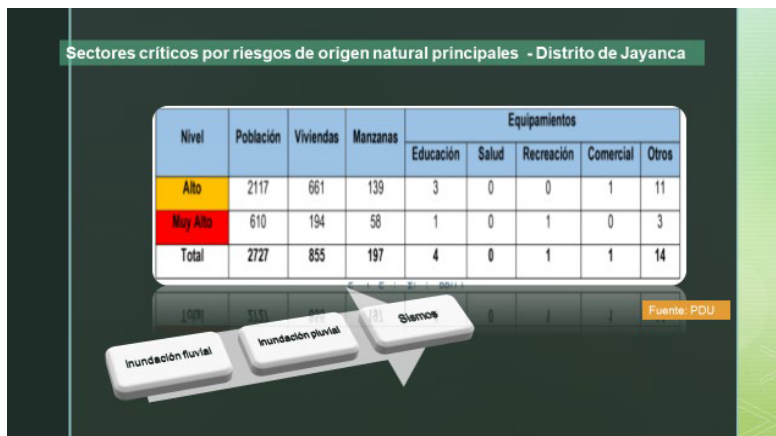 Sectores críticos por riesgos de origen natural principales - Distrito de Jayanca
Nivel Población Viviendas Manzanas Equipamientos
Educación Salud Recreación Comercial Otros
Alto 2117 661 139 3 0 0 1 11
Muy Alto 610 194 58 1 0 1 0 3
Total 2727 855 197 4 0 1 1 14
Fuente: PDU
Inundación fluvial
Inundación pluvial
Sismos